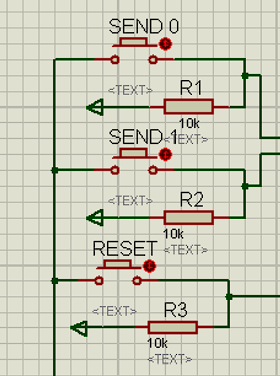 SEND 0
<TEXT>
R1
10k
<TEXT>
SEND 1
<TEXT>
R2
10k
<TEXT>
RESET
<TEXT>
R3
10k
<TEXT>